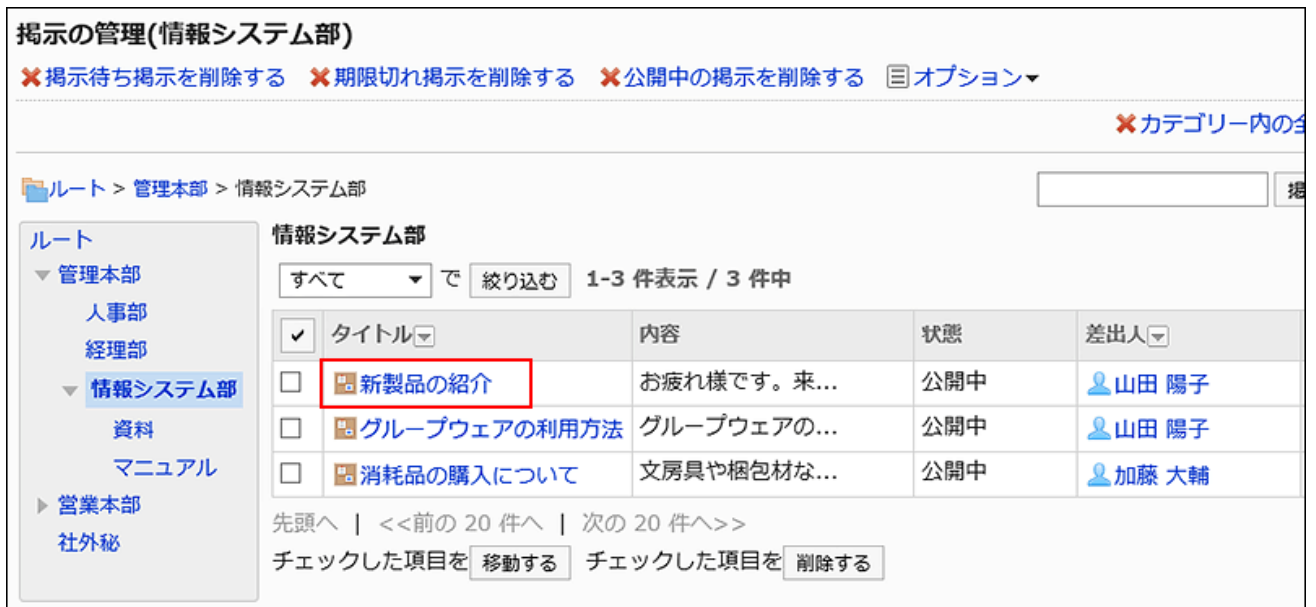 掲示の管理(情報システム部)
掲示待ち掲示を削除する 期限切れ掲示を削除する 公開中の掲示を削除する オプション
カテゴリー内の全
ルート > 管理本部 > 情報システム部
掲
ルート
管理本部
人事部
経理部
情報システム部
資料
マニュアル
営業本部
社外秘
情報システム部
すべて で 絞り込む 1-3 件表示 / 3 件中
タイトル 内容 状態 差出人
新製品の紹介 お疲れ様です。来... 公開中 山田 陽子
グループウェアの利用方法 グループウェアの... 公開中 山田 陽子
消耗品の購入について 文房具や梱包材な... 公開中 加藤 大輔
先頭へ | <<前の 20 件へ | 次の 20 件へ>>
チェックした項目を 移動する チェックした項目を 削除する